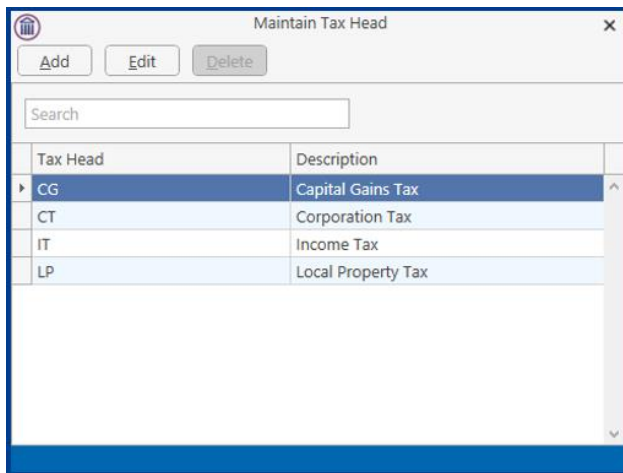 Maintain Tax Head
Add Edit Delete
Search
Tax Head Description
CG Capital Gains Tax
CT Corporation Tax
IT Income Tax
LP Local Property Tax